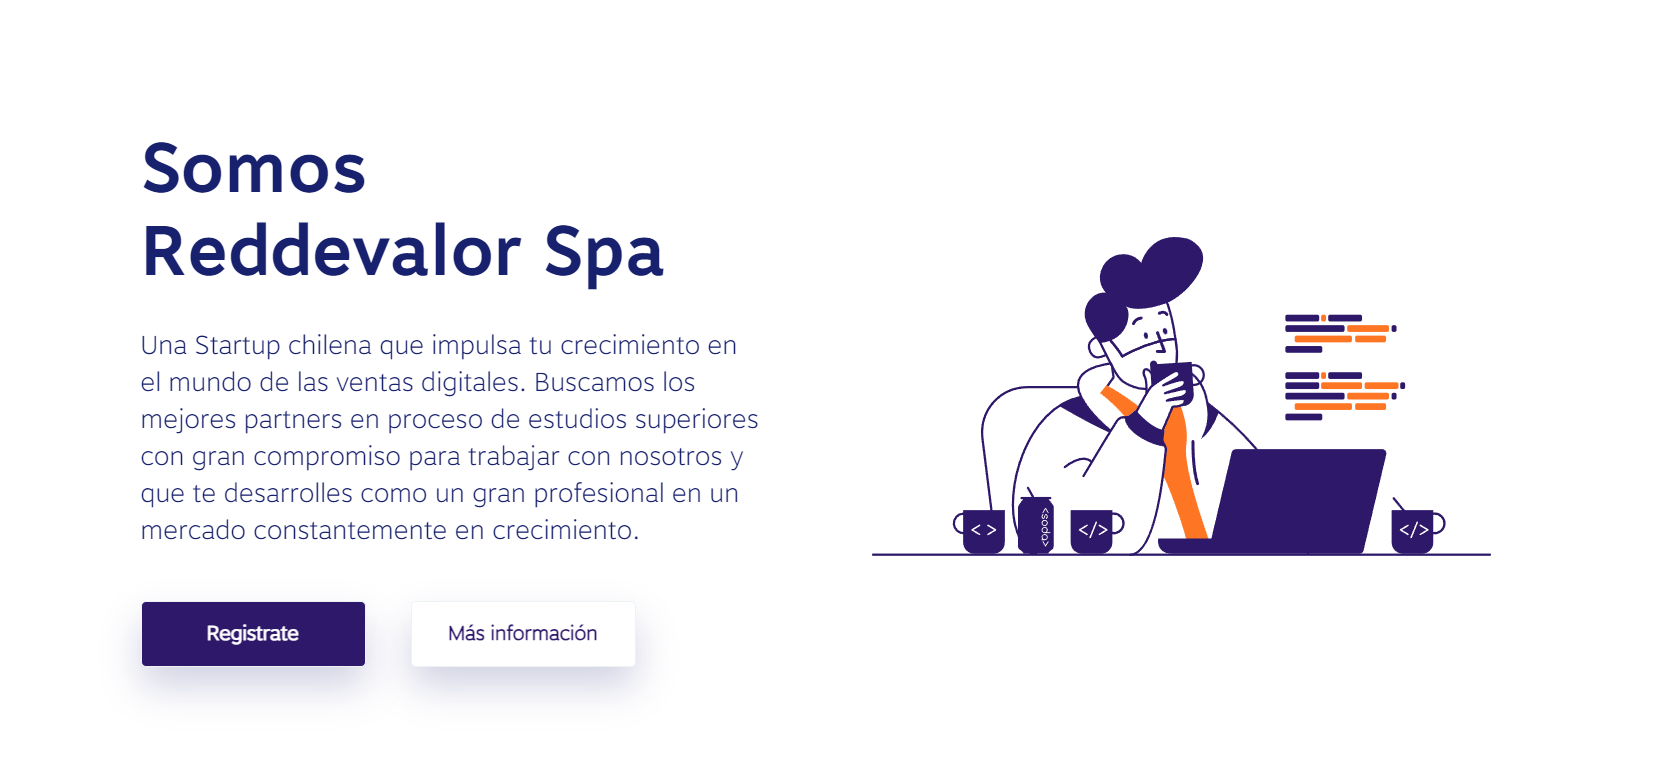 Somos
Reddevalor Spa
Una Startup chilena que impulsa tu crecimiento en
el mundo de las ventas digitales. Buscamos los
mejores partners en proceso de estudios superiores
con gran compromiso para trabajar con nosotros y
que te desarrolles como un gran profesional en un
mercado constantemente en crecimiento.
Registrate
Más información
< >
</>
</>